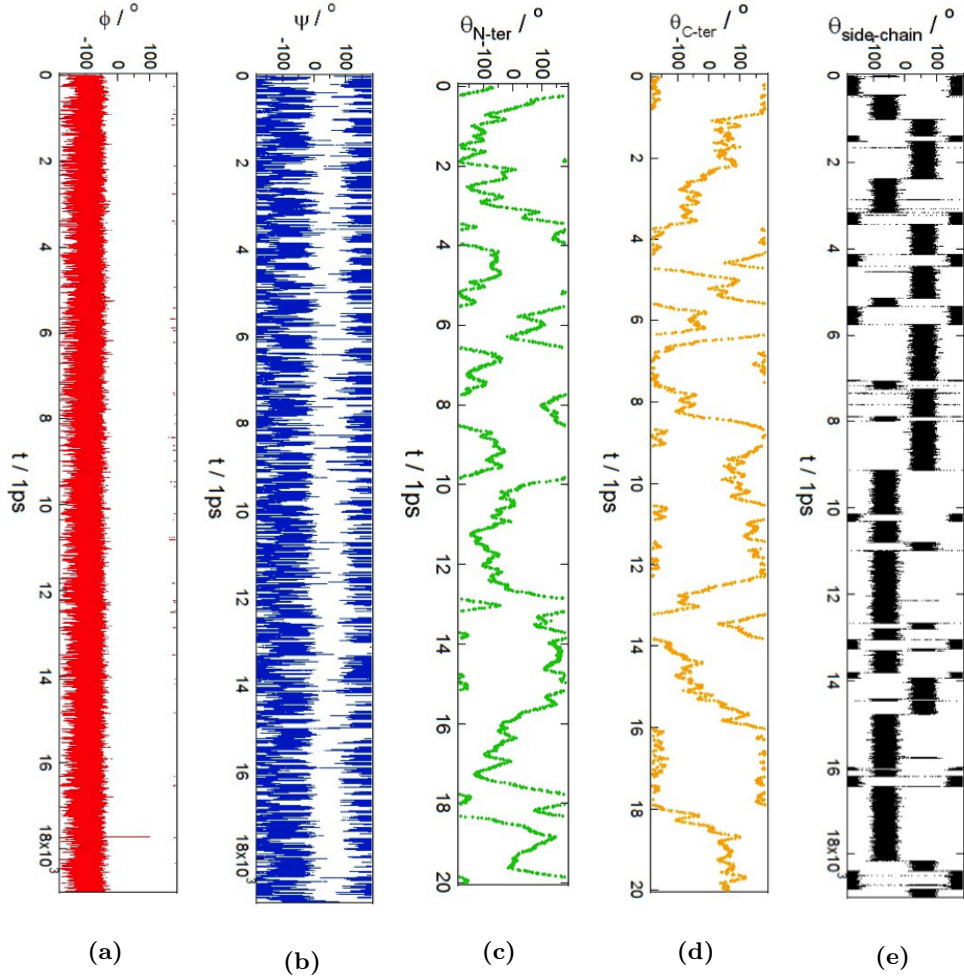 ϕ / °
-100 0 100
0 2 4 6 8 10 12 14 16 18x10³
t / 1ps
(a)
Ψ / °
-100 0 100
0 2 4 6 8 10 12 14 16 18x10³
t / 1ps
(b)
θN-ter / °
-100 0 100
0 2 4 6 8 10 12 14 16 18 20
t / 1ps
(c)
θC-ter / °
-100 0 100
0 2 4 6 8 10 12 14 16 18 20
t / 1ps
(d)
θside-chain / °
-100 0 100
0 2 4 6 8 10 12 14 16 18x10³
t / 1ps
(e)